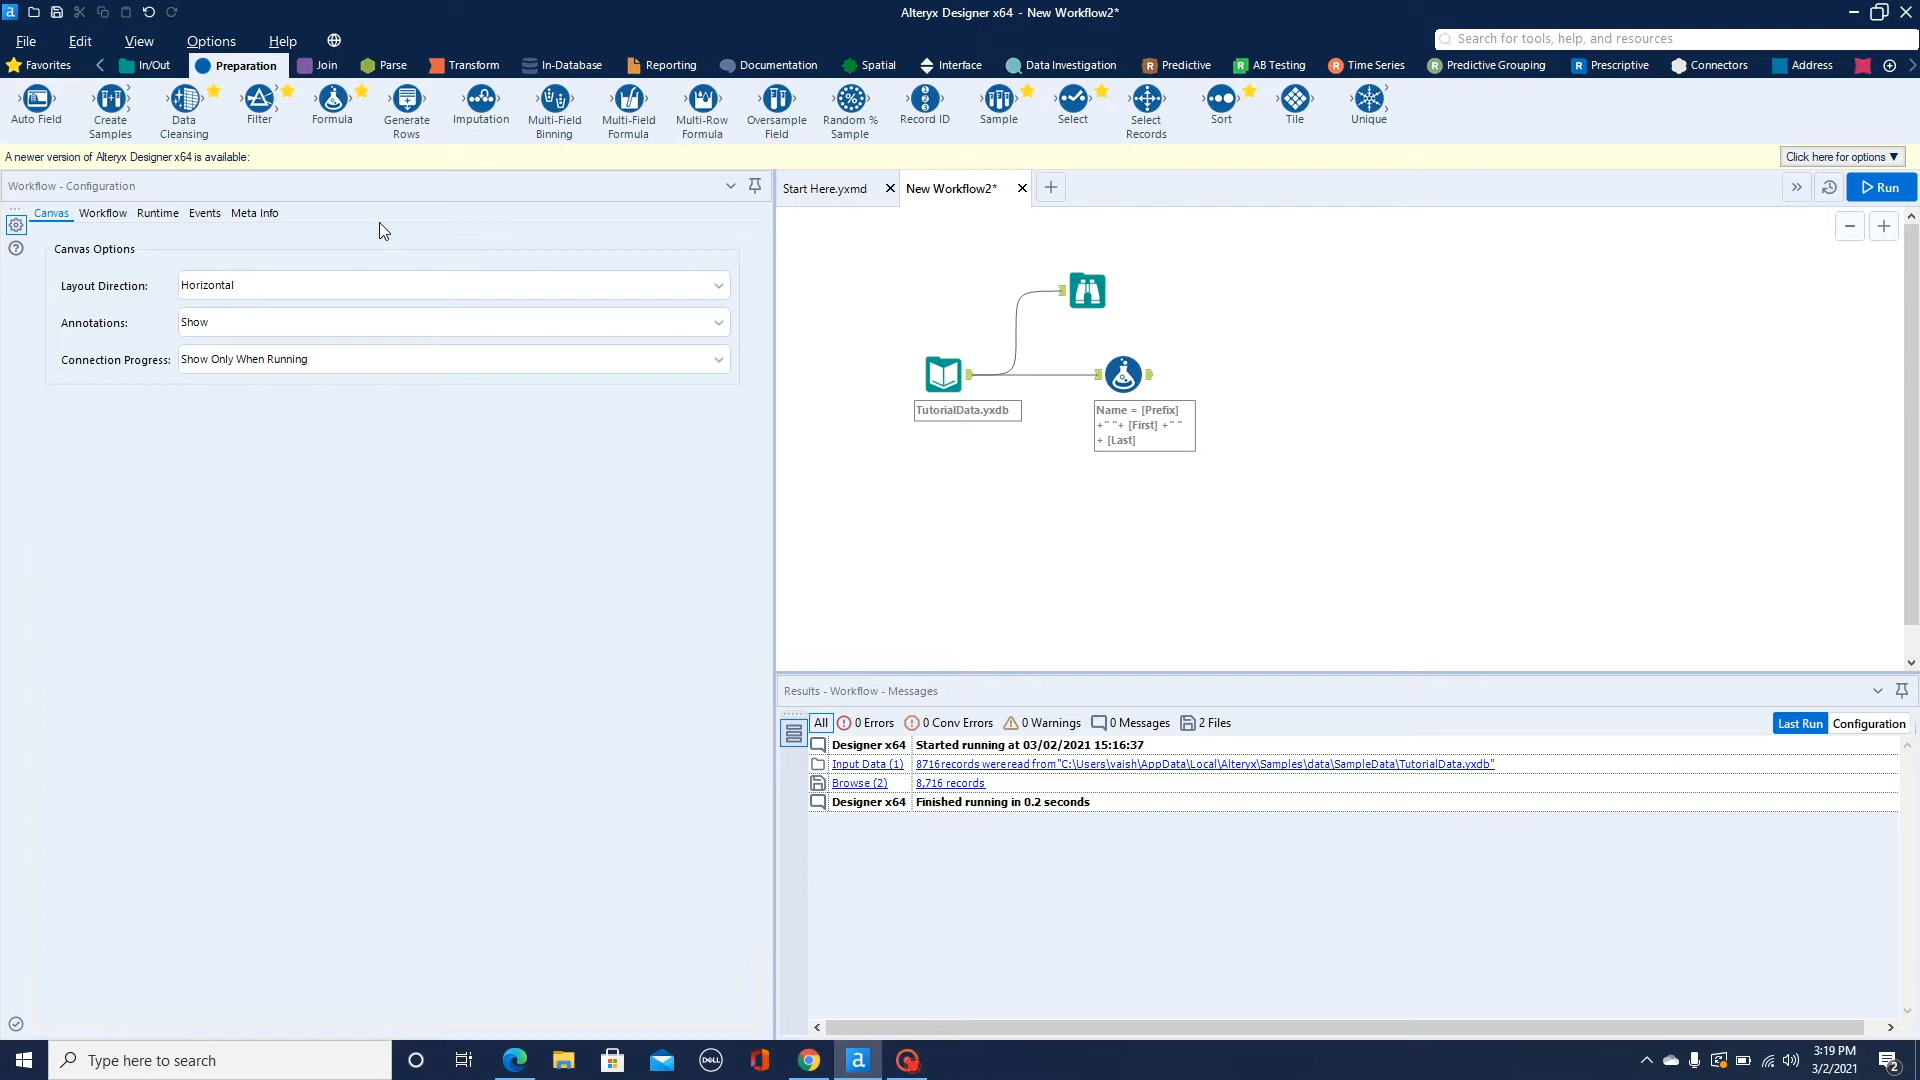 Alteryx Designer x64 - New Workflow2*
File Edit View Options Help
Search for tools, help, and resources
Favorites In/Out Preparation Join Parse Transform In-Database Reporting Documentation Spatial Interface Data Investigation Predictive AB Testing Time Series Predictive Grouping Prescriptive Connectors Address
Auto Field Create Samples Data Cleansing Filter Formula Generate Rows Imputation Multi-Field Binning Multi-Field Formula Multi-Row Formula Oversample Field Random % Sample Record ID Sample Select Select Records Sort Tile Unique
A newer version of Alteryx Designer x64 is available:
Click here for options ▼
Workflow - Configuration
Start Here.yxmd New Workflow2*
Run
Canvas Workflow Runtime Events Meta Info
Canvas Options
Layout Direction: Horizontal
Annotations: Show
Connection Progress: Show Only When Running
TutorialData.yxdb
Name = [Prefix]
+" "+ [First] +" "
+ [Last]
Results - Workflow - Messages
All 0 Errors 0 Conv Errors 0 Warnings 0 Messages 2 Files
Last Run Configuration
Designer x64 Started running at 03/02/2021 15:16:37
Input Data (1) 8716 records were read from "C:\Users\vaish\AppData\Local\Alteryx\Samples\data\SampleData\TutorialData.yxdb"
Browse (2) 8,716 records
Designer x64 Finished running in 0.2 seconds
Type here to search
DELL
3:19 PM
3/2/2021
2